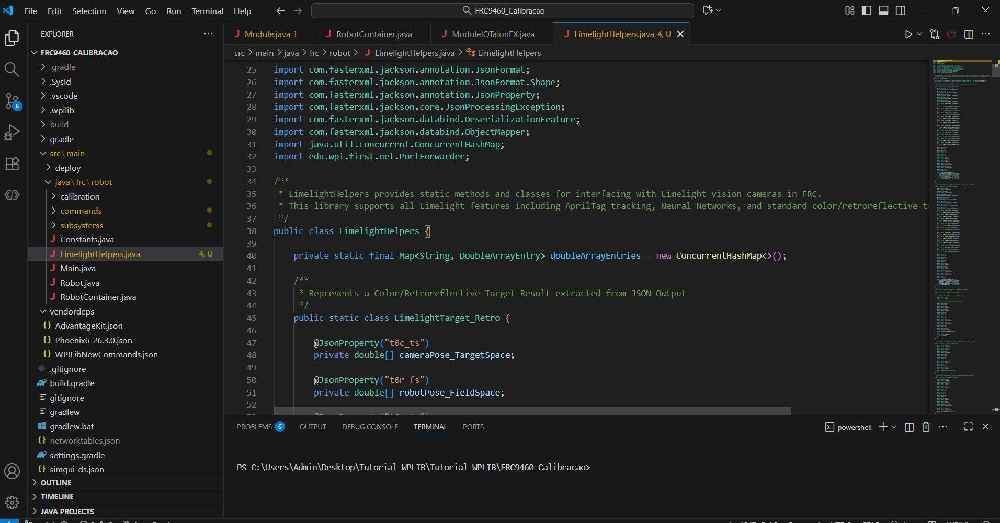 File Edit Selection View Go Run Terminal Help
FRC9460_Calibracao
EXPLORER
FRC9460_CALIBRACAO
.gradle
.SysId
.vscode
.wpilib
build
gradle
src\main
deploy
java\frc\robot
calibration
commands
subsystems
Constants.java
LimelightHelpers.java 4, U
Main.java
Robot.java
RobotContainer.java
vendordeps
{} AdvantageKit.json
{} Phoenix6-26.3.0.json
{} WPILibNewCommands.json
.gitignore
build.gradle
gitignore
gradlew
gradlew.bat
{} networktables.json
settings.gradle
{} simgui-ds.json
OUTLINE
TIMELINE
JAVA PROJECTS
6
J Module.java 1 J RobotContainer.java J ModuleIOTalonFX.java J LimelightHelpers.java 4, U
src > main > java > frc > robot > J LimelightHelpers.java > LimelightHelpers
25 import com.fasterxml.jackson.annotation.JsonFormat;
26 import com.fasterxml.jackson.annotation.JsonFormat.Shape;
27 import com.fasterxml.jackson.annotation.JsonProperty;
28 import com.fasterxml.jackson.core.JsonProcessingException;
29 import com.fasterxml.jackson.databind.DeserializationFeature;
30 import com.fasterxml.jackson.databind.ObjectMapper;
31 import java.util.concurrent.ConcurrentHashMap;
32 import edu.wpi.first.net.PortForwarder;
33
34 /**
35 * LimelightHelpers provides static methods and classes for interfacing with Limelight vision cameras in FRC.
36 * This library supports all Limelight features including AprilTag tracking, Neural Networks, and standard color/retroreflective t
37 */
38 public class LimelightHelpers {
39
40 private static final Map<String, DoubleArrayEntry> doubleArrayEntries = new ConcurrentHashMap<>();
41
42 /**
43 * Represents a Color/Retroreflective Target Result extracted from JSON Output
44 */
45 public static class LimelightTarget_Retro {
46
47 @JsonProperty("t6c_ts")
48 private double[] cameraPose_TargetSpace;
49
50 @JsonProperty("t6r_fs")
51 private double[] robotPose_FieldSpace;
52
PROBLEMS 6 OUTPUT DEBUG CONSOLE TERMINAL PORTS powershell
PS C:\Users\Admin\Desktop\Tutorial WPLIB\Tutorial_WPLIB\FRC9460_Calibracao>